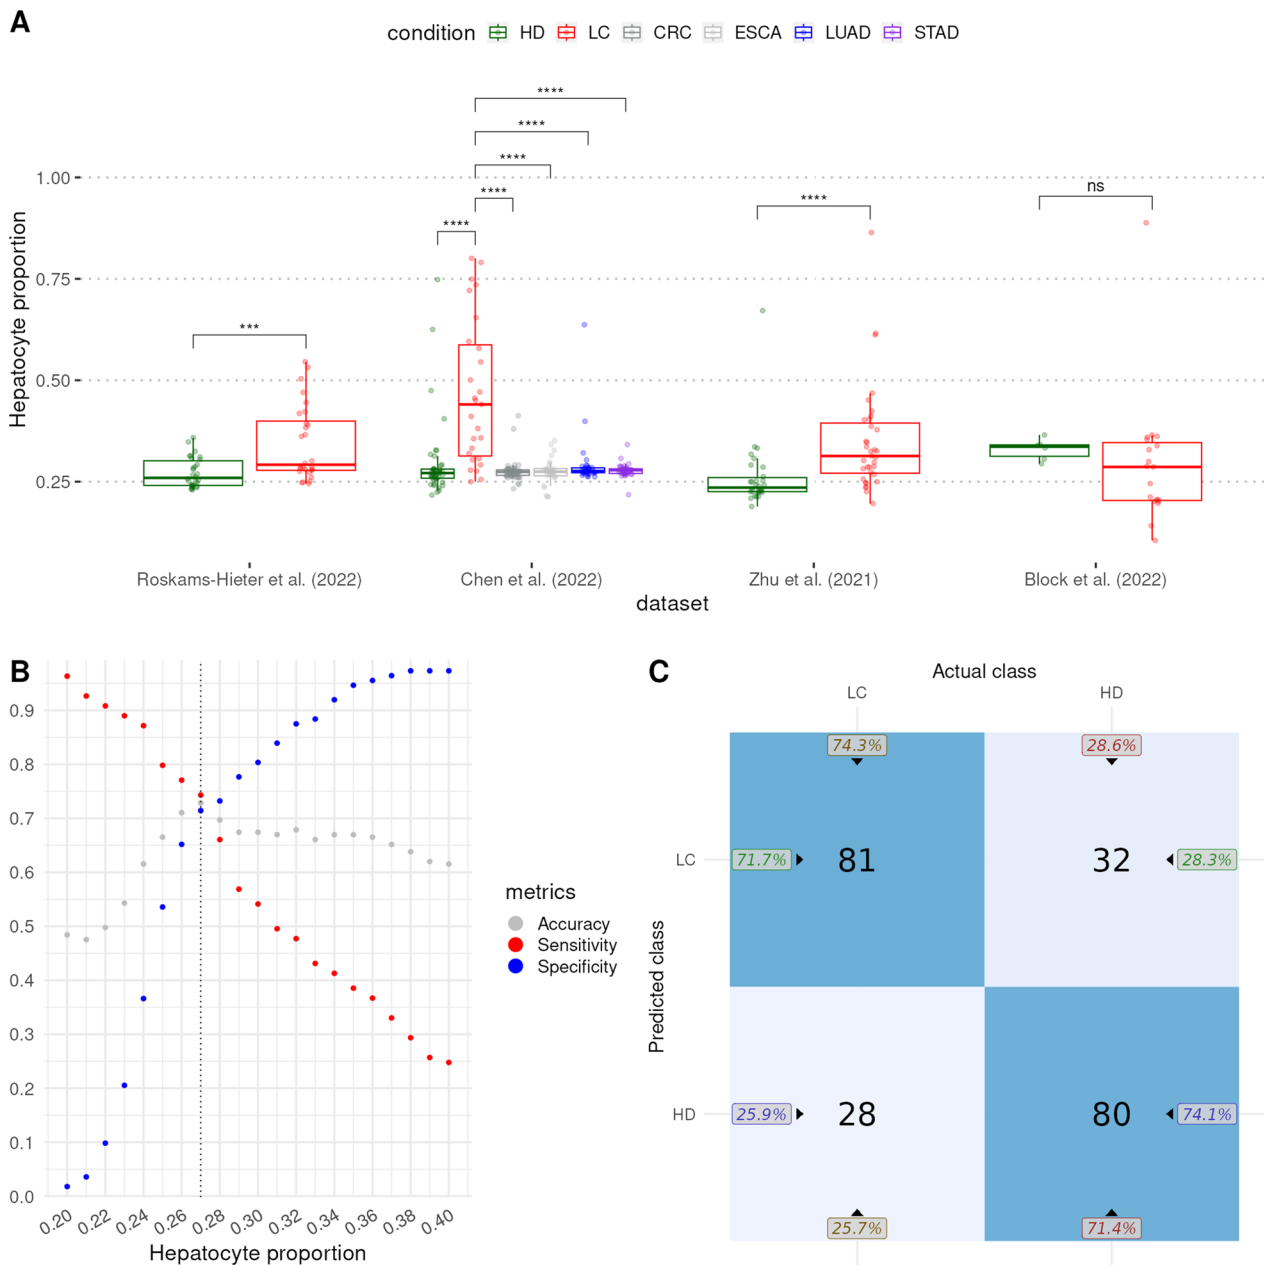 A
condition HD LC CRC ESCA LUAD STAD
****
****
****
****
****
***
****
ns
1.00
0.75
0.50
0.25
Hepatocyte proportion
Roskams-Hieter et al. (2022) Chen et al. (2022) Zhu et al. (2021) Block et al. (2022)
dataset
B
0.9
0.8
0.7
0.6
0.5
0.4
0.3
0.2
0.1
0.0
0.20 0.22 0.24 0.26 0.28 0.30 0.32 0.34 0.36 0.38 0.40
Hepatocyte proportion
metrics
Accuracy
Sensitivity
Specificity
C
Actual class
LC HD
Predicted class
74.3% 28.6%
LC 71.7% 81 32 28.3%
HD 25.9% 28 80 74.1%
25.7% 71.4%